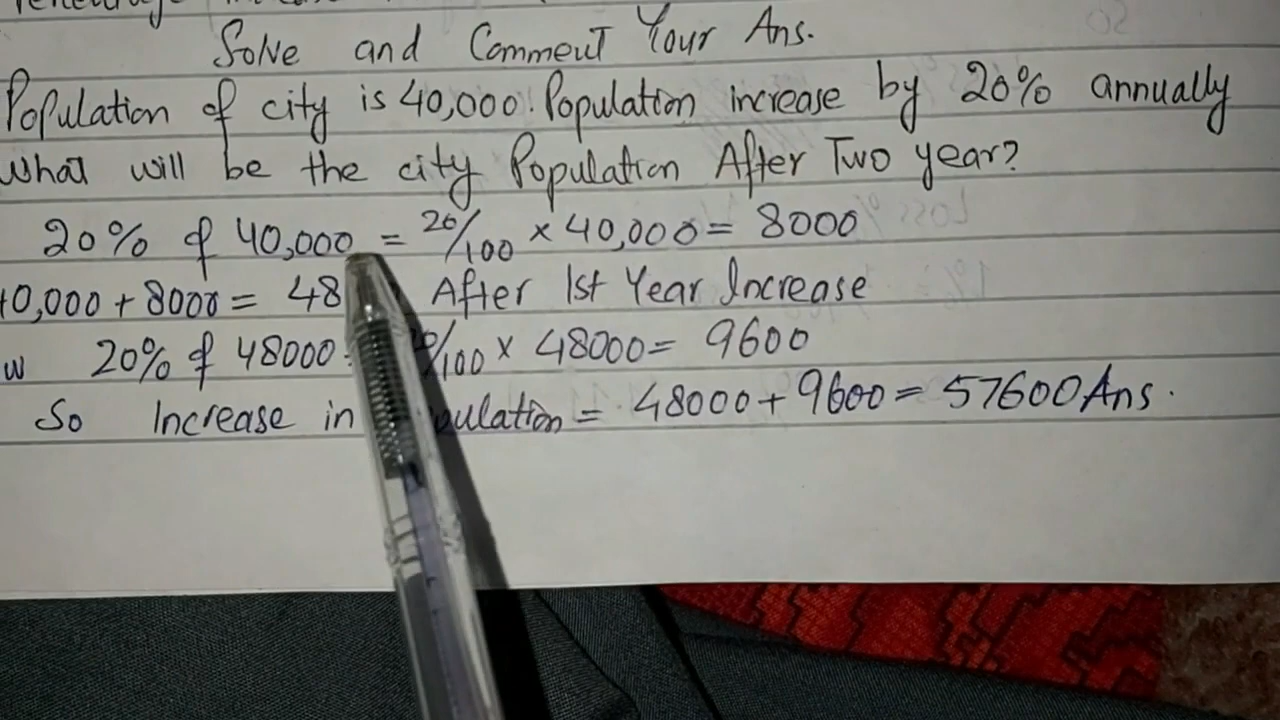 Solve and Comment Your Ans.
Population of city is 40,000. Population increase by 20% annually
What will be the city Population After Two year?
20% of 40,000 = 20/100 × 40,000 = 8000
0,000 + 8000 = 48 After 1st Year Increase
w 20% of 48000 /100 × 48000 = 9600
So Increase in ulation = 48000 + 9600 = 57600 Ans.